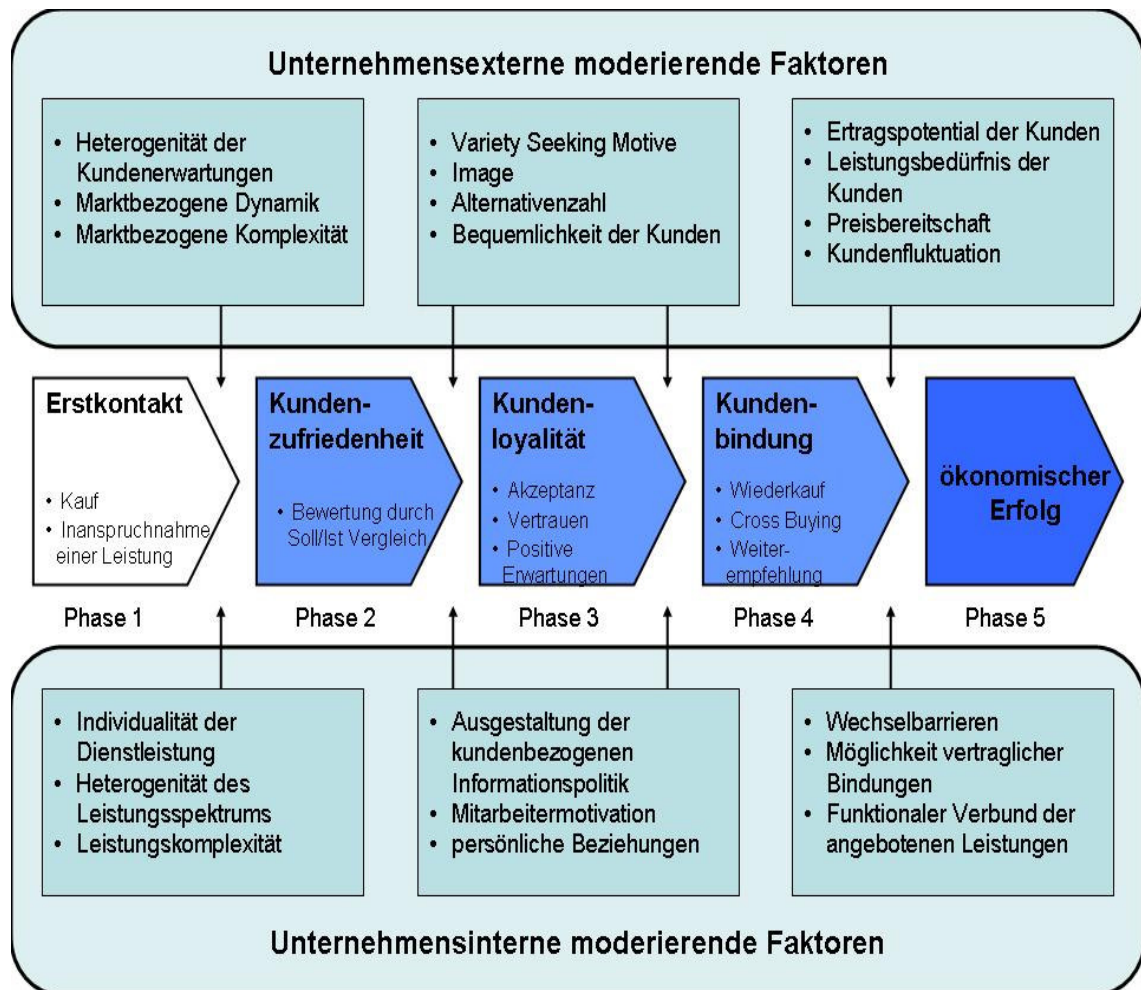 Unternehmensexterne moderierende Faktoren
• Heterogenität der
Kundenerwartungen
• Marktbezogene Dynamik
• Marktbezogene Komplexität
• Variety Seeking Motive
• Image
• Alternativenzahl
• Bequemlichkeit der Kunden
• Ertragspotential der Kunden
• Leistungsbedürfnis der
Kunden
• Preisbereitschaft
• Kundenfluktuation
Erstkontakt
• Kauf
• Inanspruchnahme
einer Leistung
Kunden-
zufriedenheit
• Bewertung durch
Soll/Ist Vergleich
Kunden-
loyalität
• Akzeptanz
• Vertrauen
• Positive
Erwartungen
Kunden-
bindung
• Wiederkauf
• Cross Buying
• Weiter-
empfehlung
ökonomischer
Erfolg
Phase 1
Phase 2
Phase 3
Phase 4
Phase 5
• Individualität der
Dienstleistung
• Heterogenität des
Leistungsspektrums
• Leistungskomplexität
• Ausgestaltung der
kundenbezogenen
Informationspolitik
• Mitarbeitermotivation
• persönliche Beziehungen
• Wechselbarrieren
• Möglichkeit vertraglicher
Bindungen
• Funktionaler Verbund der
angebotenen Leistungen
Unternehmensinterne moderierende Faktoren